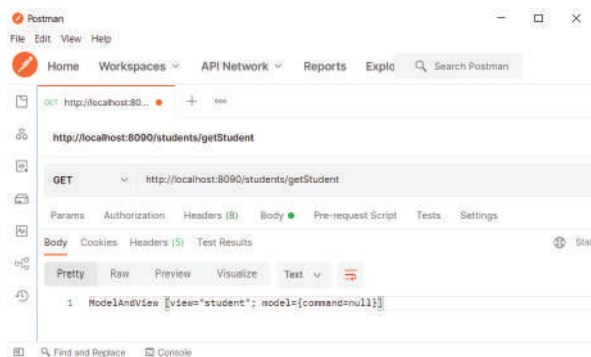 Postman
File Edit View Help
Home Workspaces API Network Reports Explo Search Postman
GET http://localhost:80... + ooo
http://localhost:8090/students/getStudent
GET http://localhost:8090/students/getStudent
Params Authorization Headers (8) Body Pre-request Script Tests Settings
Body Cookies Headers (5) Test Results Stat
Pretty Raw Preview Visualize Text
1 ModelAndView [view="student"; model={command=null}]
Find and Replace Console